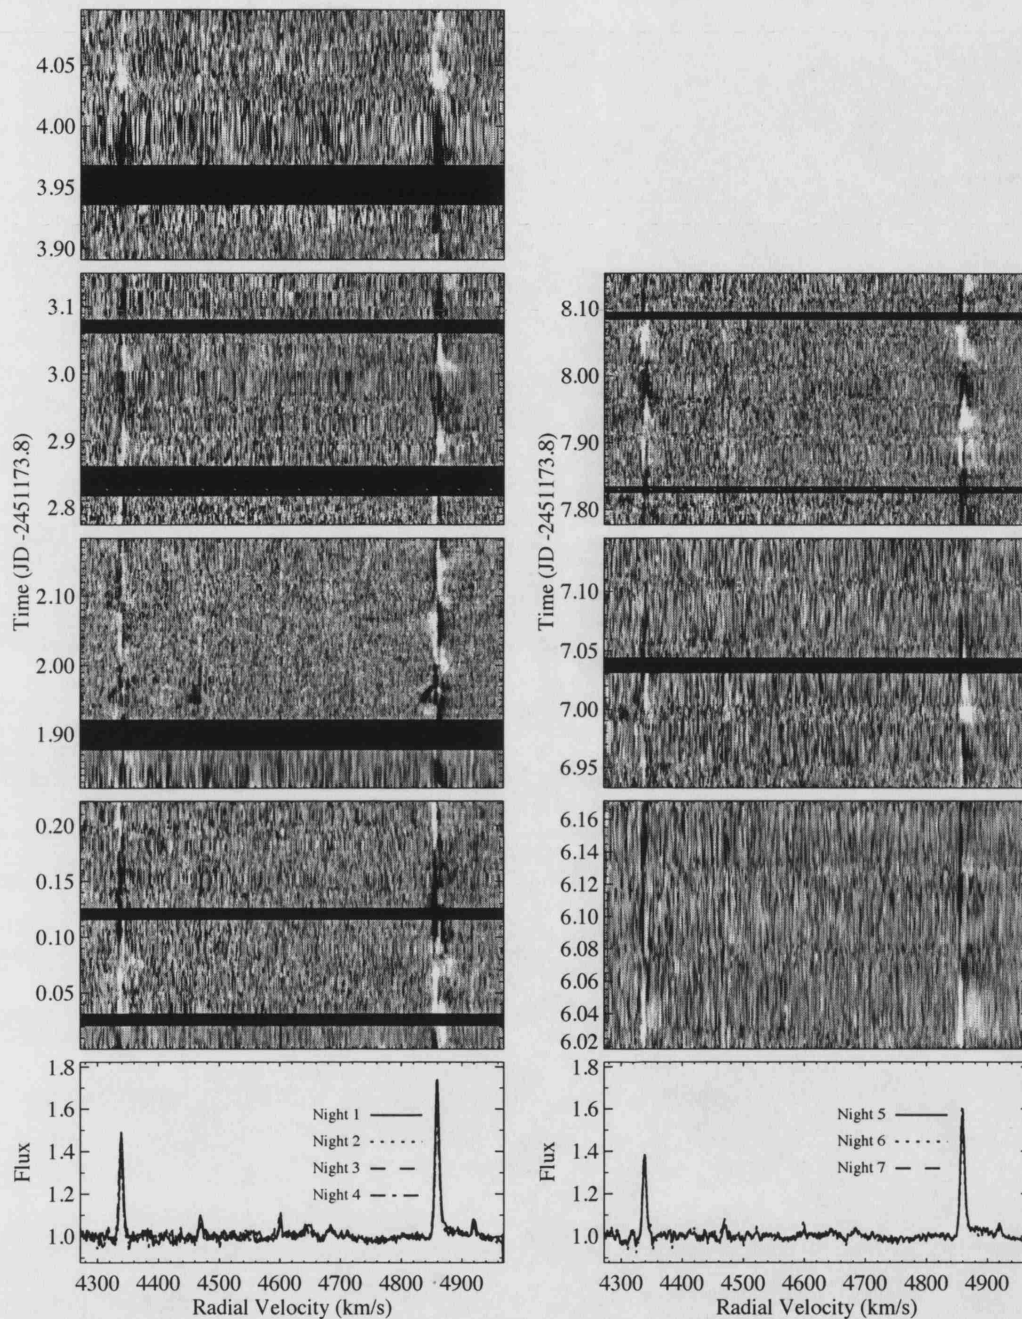 4.05
4.00
3.95
3.90
3.1
3.0
2.9
2.8
2.10
2.00
1.90
0.20
0.15
0.10
0.05
Time (JD -2451173.8)
1.8
1.6
1.4
1.2
1.0
Flux
Night 1
Night 2
Night 3
Night 4
4300 4500 4600 4700 4800 4900
Radial Velocity (km/s)
8.10
8.00
7.90
7.80
7.10
7.05
7.00
6.95
6.16
6.14
6.12
6.10
6.08
6.06
6.04
6.02
Time (JD -2451173.8)
1.8
1.6
1.4
1.2
1.0
Flux
Night 5
Night 6
Night 7
4300 4400 4500 4600 4700 4800 4900
Radial Velocity (km/s)